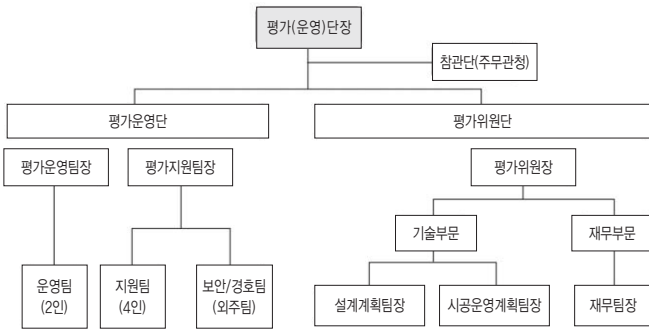 평가(운영)단장
참관단(주무관청)
평가운영단
평가위원단
평가운영팀장
평가지원팀장
평가위원장
기술부문
재무부문
운영팀
(2인)
지원팀
(4인)
보안/경호팀
(외주팀)
설계계획팀장
시공운영계획팀장
재무팀장